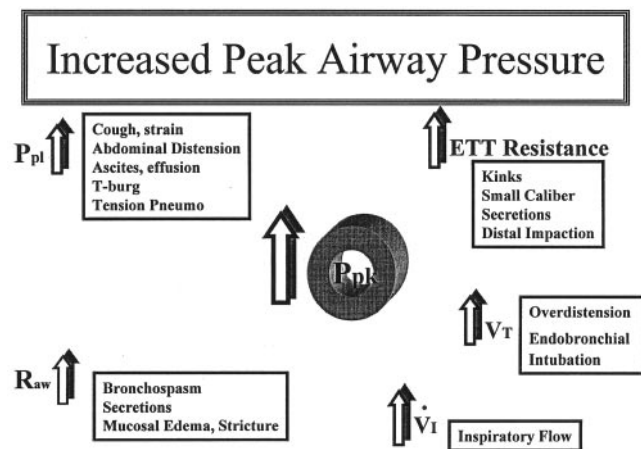 Increased Peak Airway Pressure
Ppl
Cough, strain
Abdominal Distension
Ascites, effusion
T-burg
Tension Pneumo
ETT Resistance
Kinks
Small Caliber
Secretions
Distal Impaction
Ppk
VT
Overdistension
Endobronchial
Intubation
Raw
Bronchospasm
Secretions
Mucosal Edema, Stricture
V̇I
Inspiratory Flow